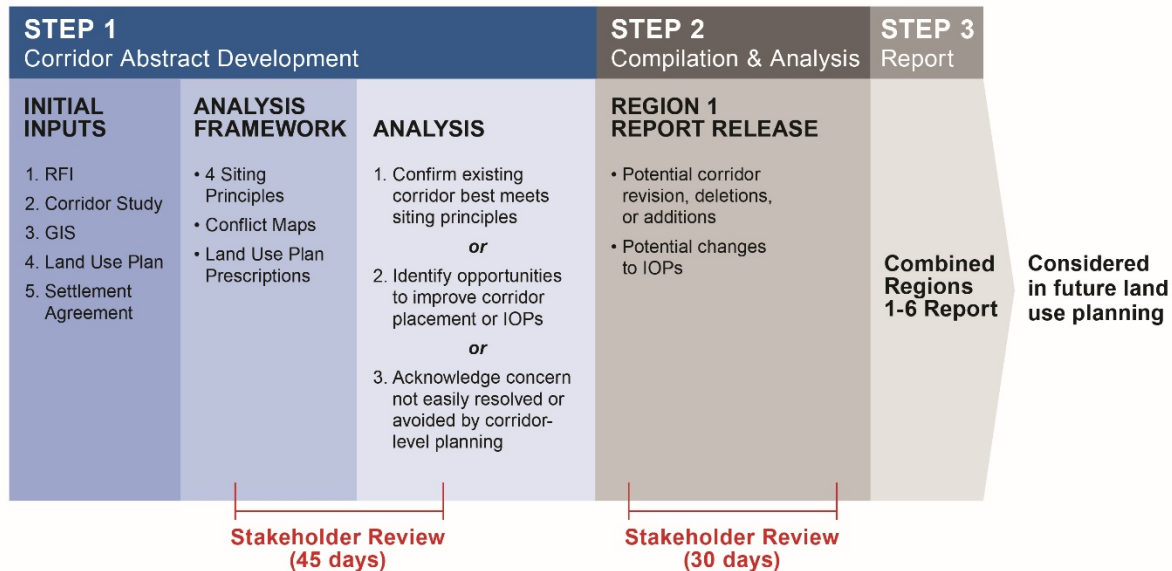 STEP 1
Corridor Abstract Development
STEP 2
Compilation & Analysis
STEP 3
Report
INITIAL
INPUTS
1. RFI
2. Corridor Study
3. GIS
4. Land Use Plan
5. Settlement
Agreement
ANALYSIS
FRAMEWORK
• 4 Siting
Principles
• Conflict Maps
• Land Use Plan
Prescriptions
ANALYSIS
1. Confirm existing
corridor best meets
siting principles
or
2. Identify opportunities
to improve corridor
placement or IOPs
or
3. Acknowledge concern
not easily resolved or
avoided by corridor-
level planning
REGION 1
REPORT RELEASE
• Potential corridor
revision, deletions,
or additions
• Potential changes
to IOPs
Combined
Regions
1-6 Report
Considered
in future land
use planning
Stakeholder Review
(45 days)
Stakeholder Review
(30 days)